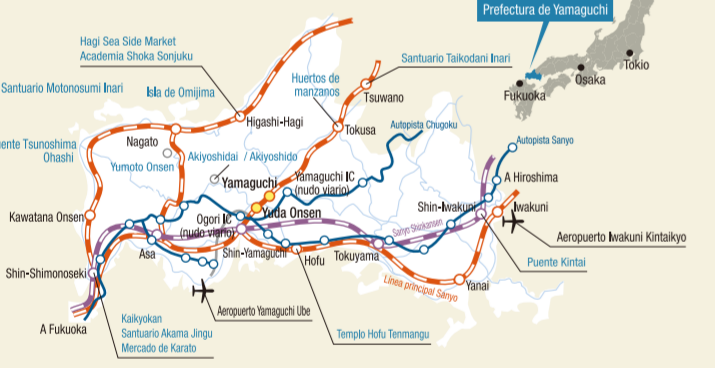 Prefectura de Yamaguchi
Fukuoka
Osaka
Tokio
Hagi Sea Side Market
Academia Shoka Sonjuku
Santuario Taikodani Inari
Huertos de
manzanos
Santuario Motonosumi Inari
Isla de Omijima
Tsuwano
Higashi-Hagi
Tokusa
Autopista Chugoku
Autopista Sanyo
Tsunoshima
Ohashi
Nagato
Yumoto Onsen
Akiyoshidai / Akiyoshido
Yamaguchi
Yamaguchi IC
(nudo viario)
A Hiroshima
Kawatana Onsen
Ogori IC
(nudo viario)
Yuda Onsen
Shin-Iwakuni
Iwakuni
Sanyo Shinkansen
Aeropuerto Iwakuni Kintaikyo
Asa
Shin-Yamaguchi
Hofu
Tokuyama
Puente Kintai
Shin-Shimonoseki
Línea principal Sanyo
Yanai
A Fukuoka
Aeropuerto Yamaguchi Ube
Kaikyokan
Santuario Akama Jingu
Mercado de Karato
Templo Hofu Tenmangu